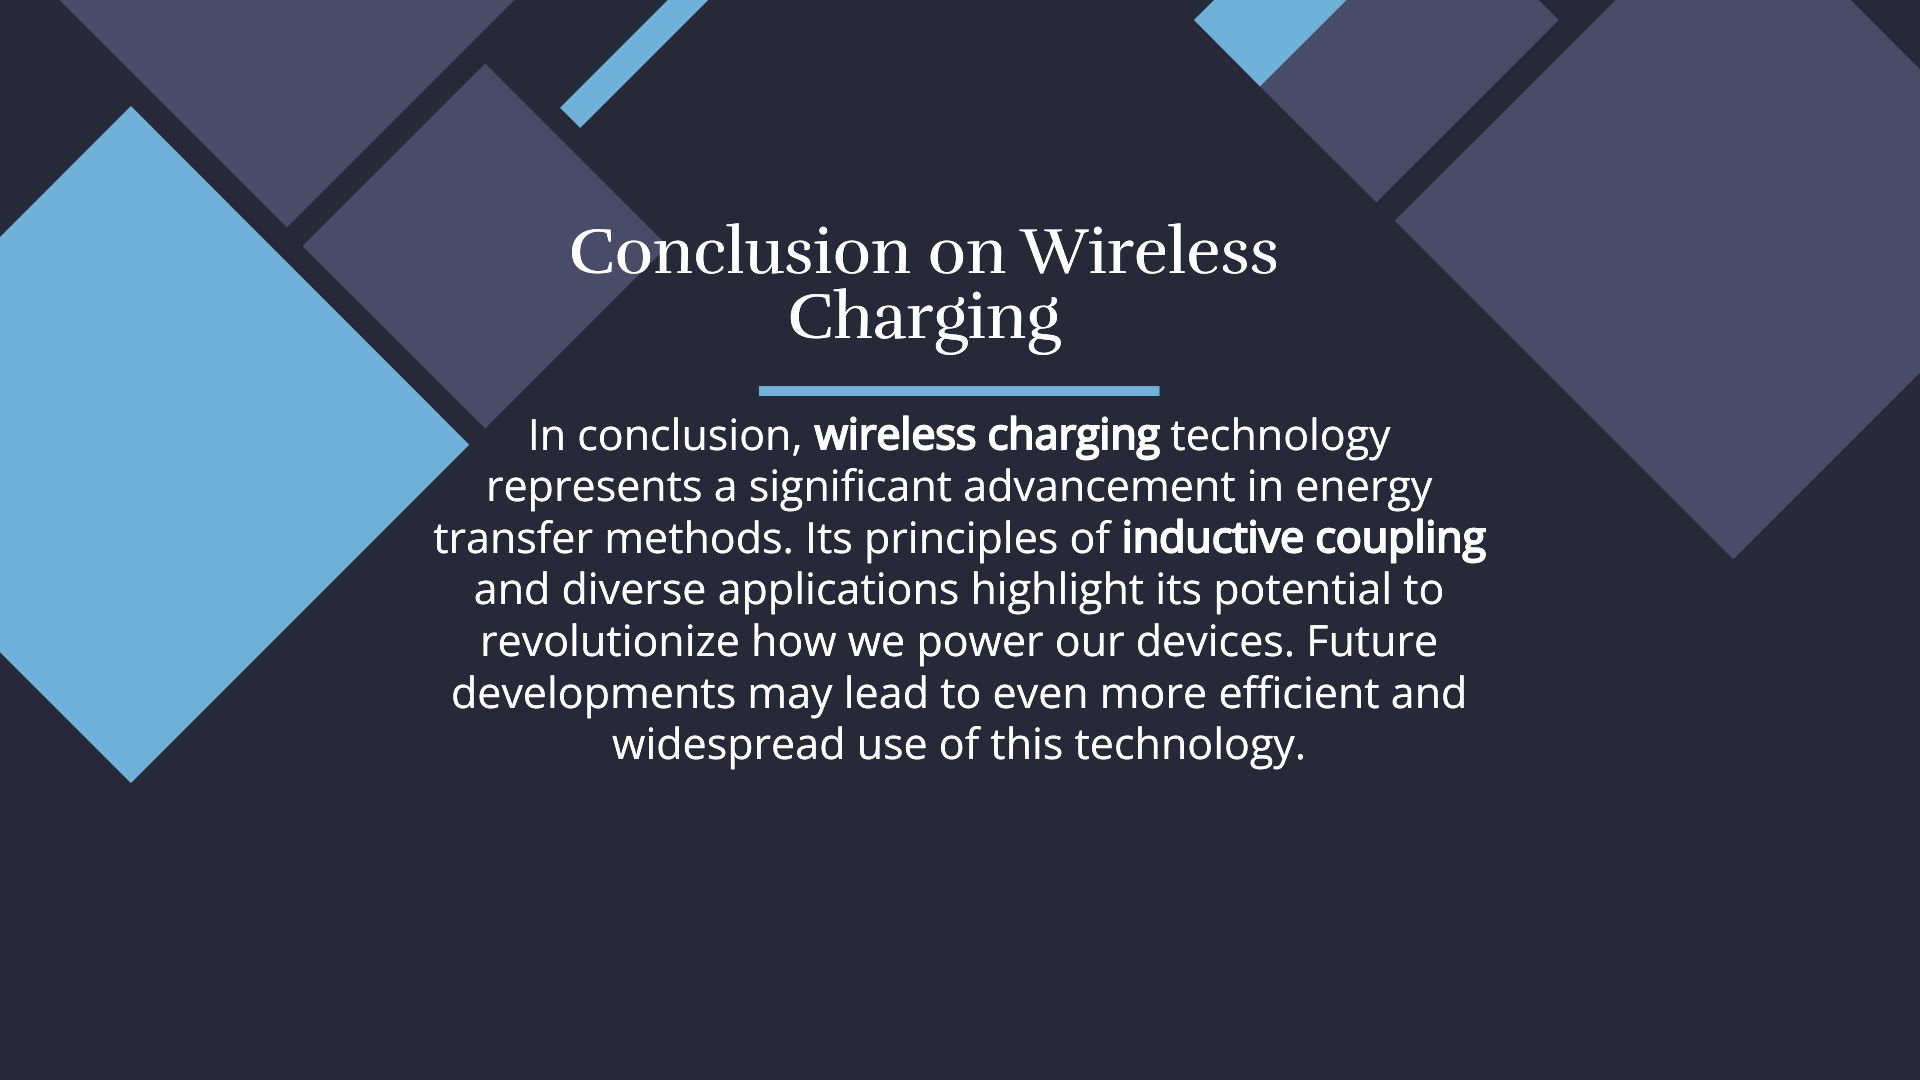 Conclusion on Wireless
Charging
In conclusion, wireless charging technology
represents a significant advancement in energy
transfer methods. Its principles of inductive coupling
and diverse applications highlight its potential to
revolutionize how we power our devices. Future
developments may lead to even more efficient and
widespread use of this technology.